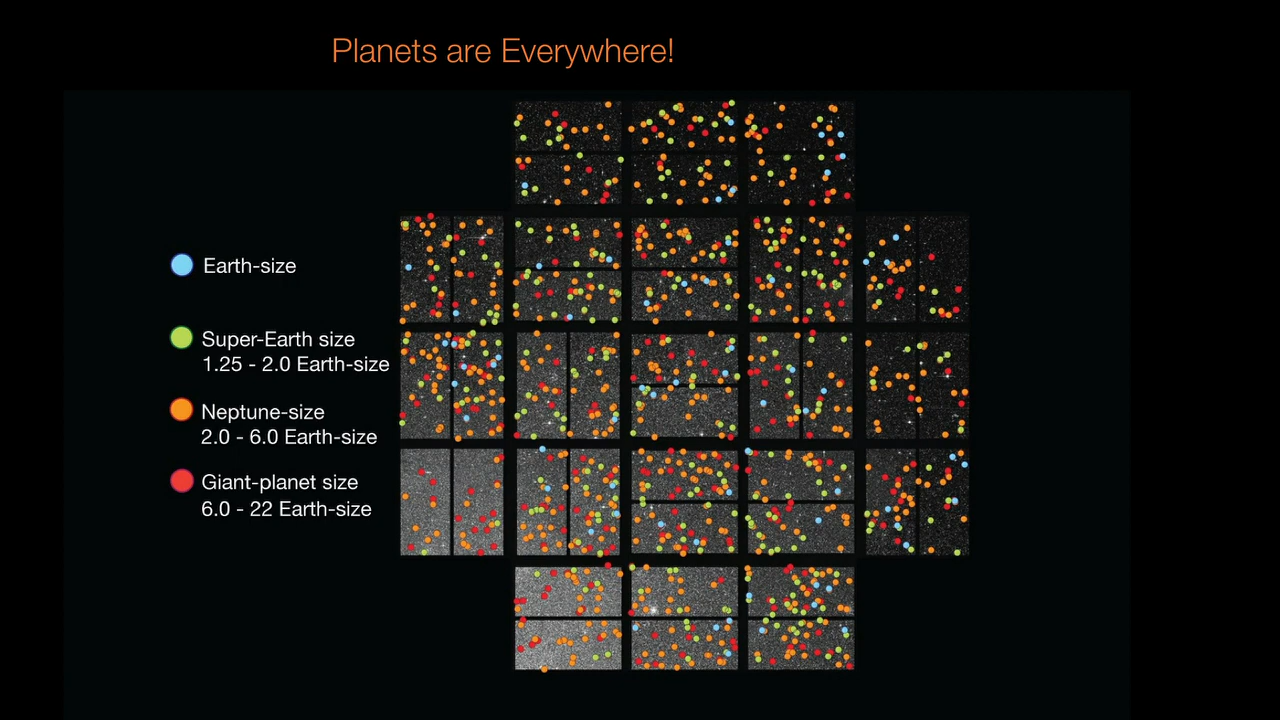 Planets are Everywhere!
Earth-size
Super-Earth size
1.25 - 2.0 Earth-size
Neptune-size
2.0 - 6.0 Earth-size
Giant-planet size
6.0 - 22 Earth-size